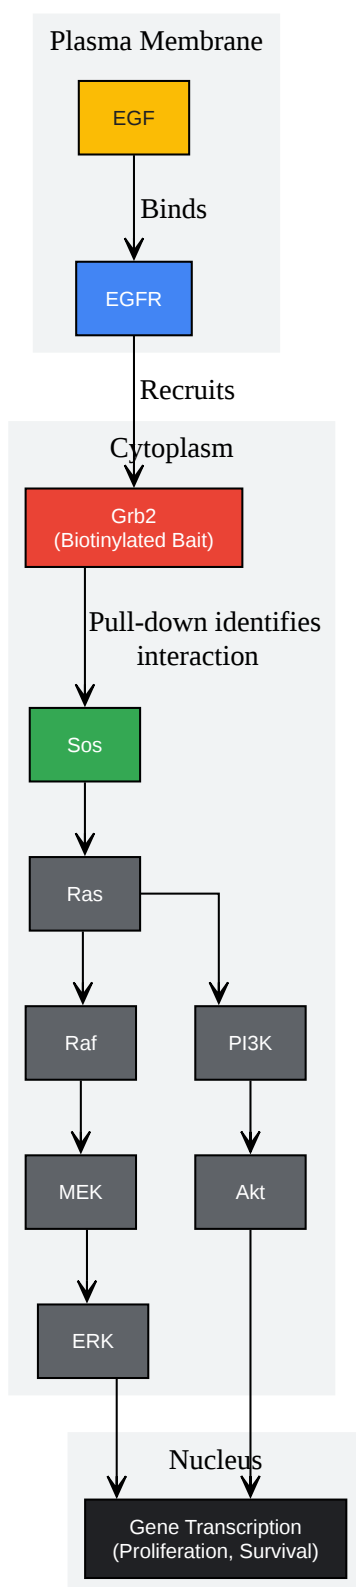 Plasma Membrane
EGF
Binds
EGFR
Recruits
Cytoplasm
Grb2
(Biotinylated Bait)
Pull-down identifies
interaction
Sos
Ras
Raf
PI3K
MEK
Akt
ERK
Nucleus
Gene Transcription
(Proliferation, Survival)